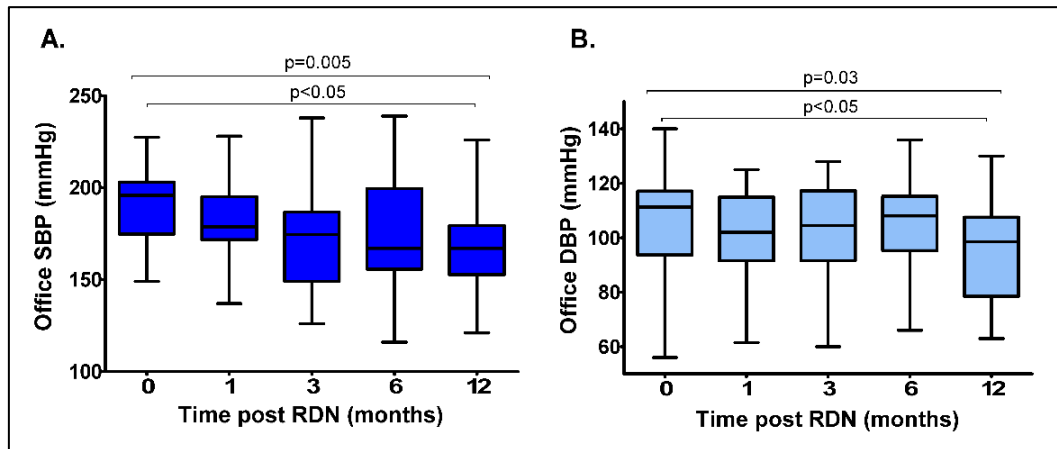 A.
p=0.005
p<0.05
250
200
150
100
Office SBP (mmHg)
0 1 3 6 12
Time post RDN (months)
B.
p=0.03
p<0.05
140
120
100
80
60
Office DBP (mmHg)
0 1 3 6 12
Time post RDN (months)